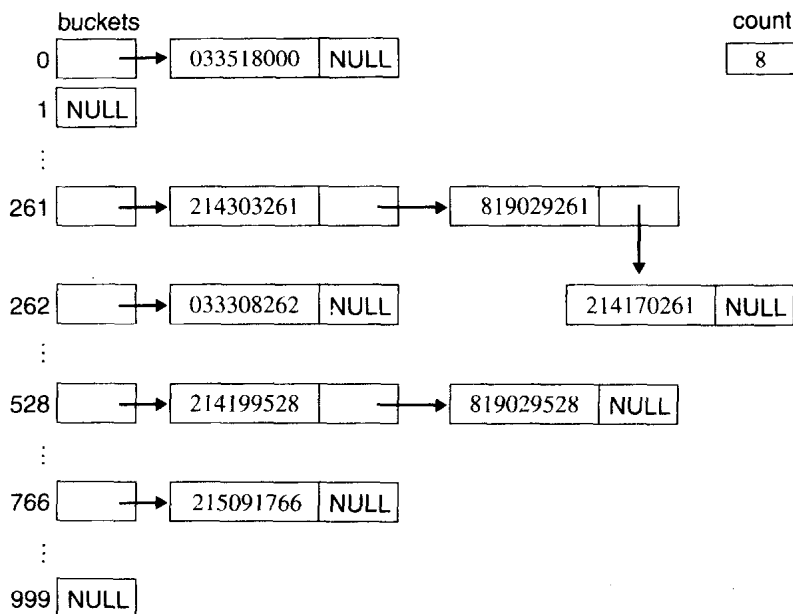 buckets
count
0
033518000
NULL
8
1
NULL
⋮
261
214303261
819029261
262
033308262
NULL
214170261
NULL
⋮
528
214199528
819029528
NULL
⋮
766
215091766
NULL
⋮
999
NULL